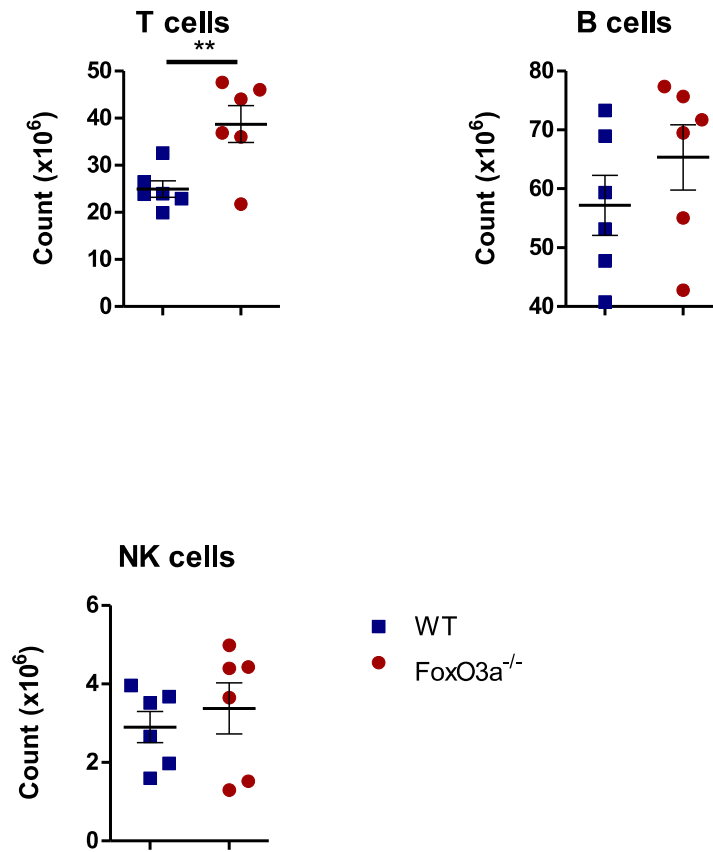 T cells
**
50
40
30
20
10
0
Count (x10⁶)
B cells
80
70
60
50
40
Count (x10⁶)
NK cells
6
4
2
0
Count (x10⁶)
WT
FoxO3a⁻/⁻